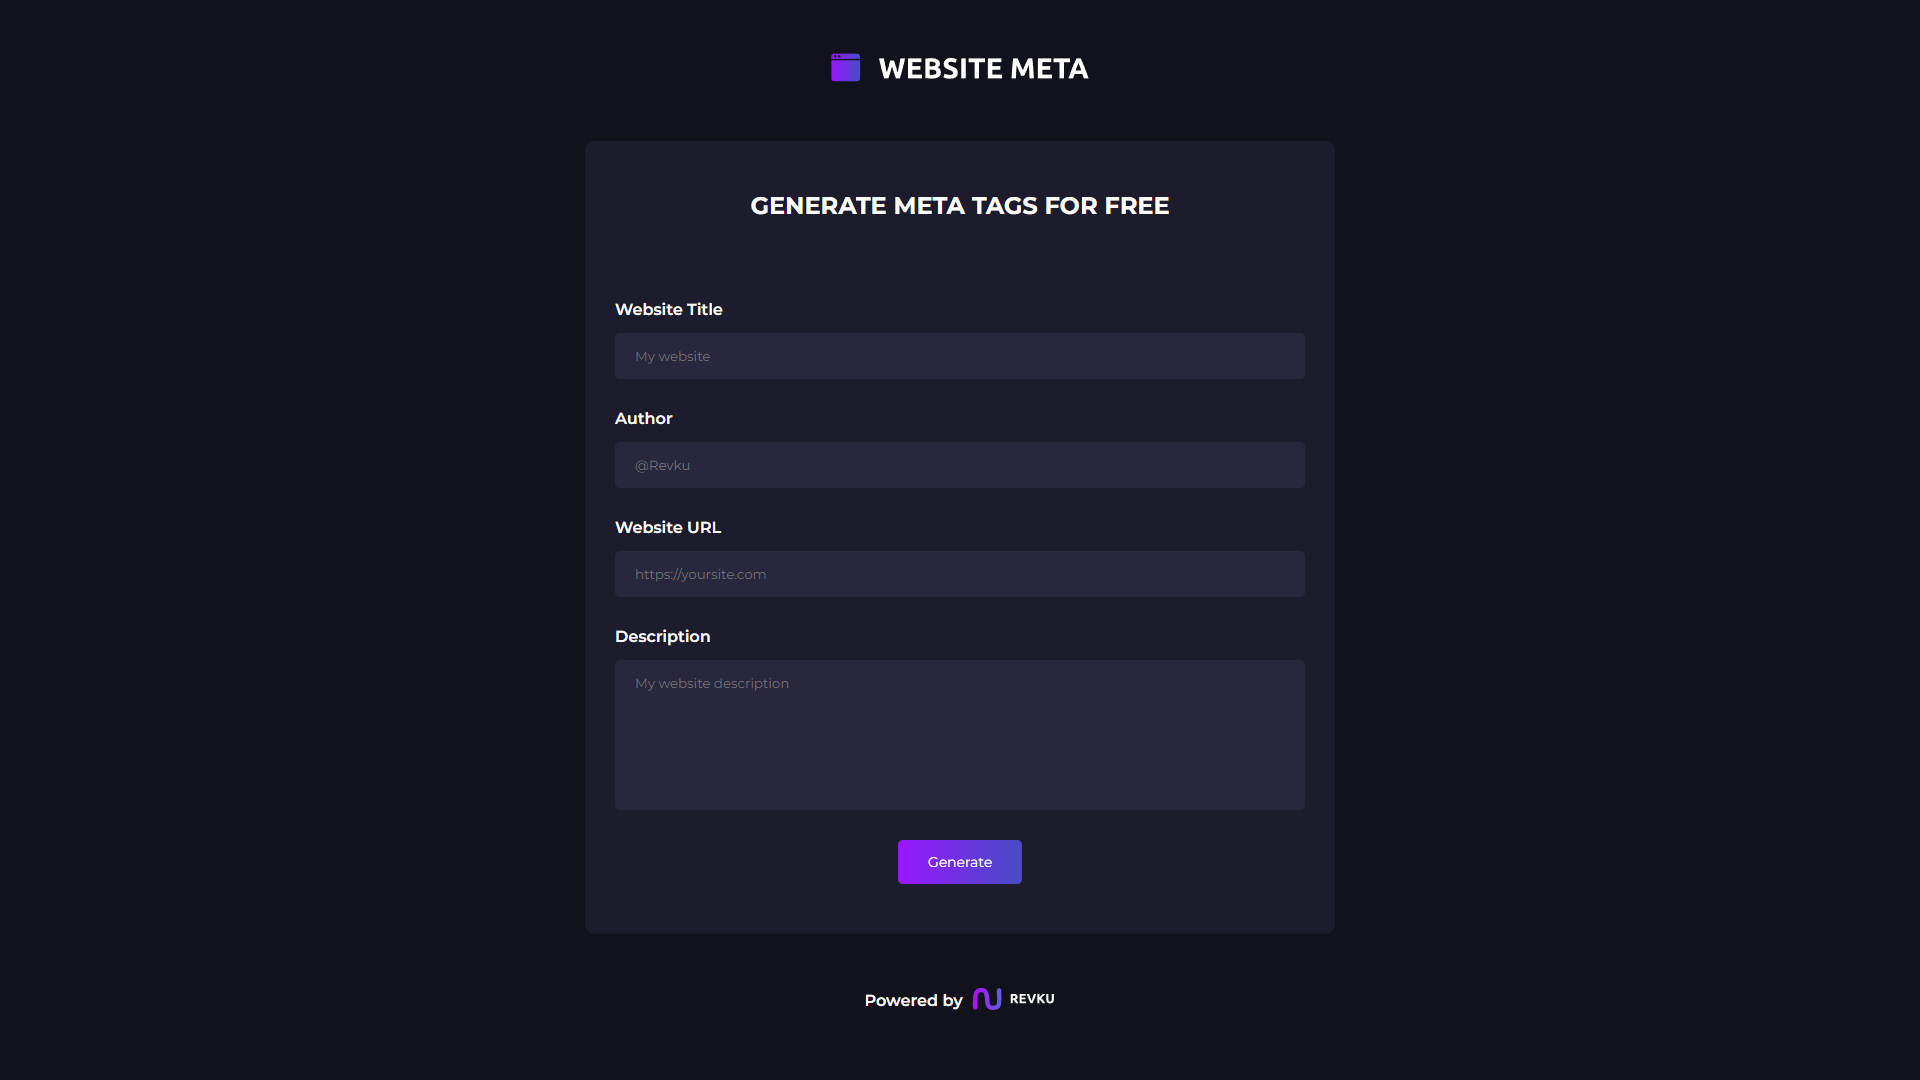 WEBSITE META
GENERATE META TAGS FOR FREE
Website Title
My website
Author
@Revku
Website URL
https://yoursite.com
Description
My website description
Generate
Powered by REVKU